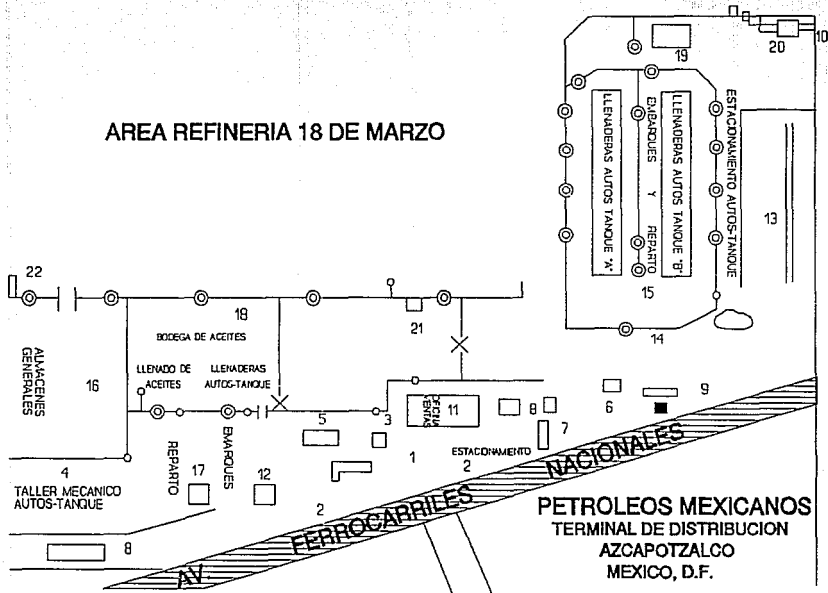 10
20
19
AREA REFINERIA 18 DE MARZO
LLENADERAS AUTOS TANQUE "A"
EMBARQUES Y REPARTO
LLENADERAS AUTOS TANQUE "B"
ESTACIONAMIENTO AUTOS-TANQUE
13
15
14
22
18
21
BODEGA DE ACEITES
ALMACENES
GENERALES
16
LLENADO DE
ACEITES
LLENADERAS
AUTOS-TANQUE
5
3
OFICINA
VENTAS
11
8
7
6
9
REPARTO
EMARQUES
17
12
4
TALLER MECANICO
AUTOS-TANQUE
1
2
ESTACIONAMIENTO
2
8
AV. FERROCARRILES NACIONALES
PETROLEOS MEXICANOS
TERMINAL DE DISTRIBUCION
AZCAPOTZALCO
MEXICO, D.F.